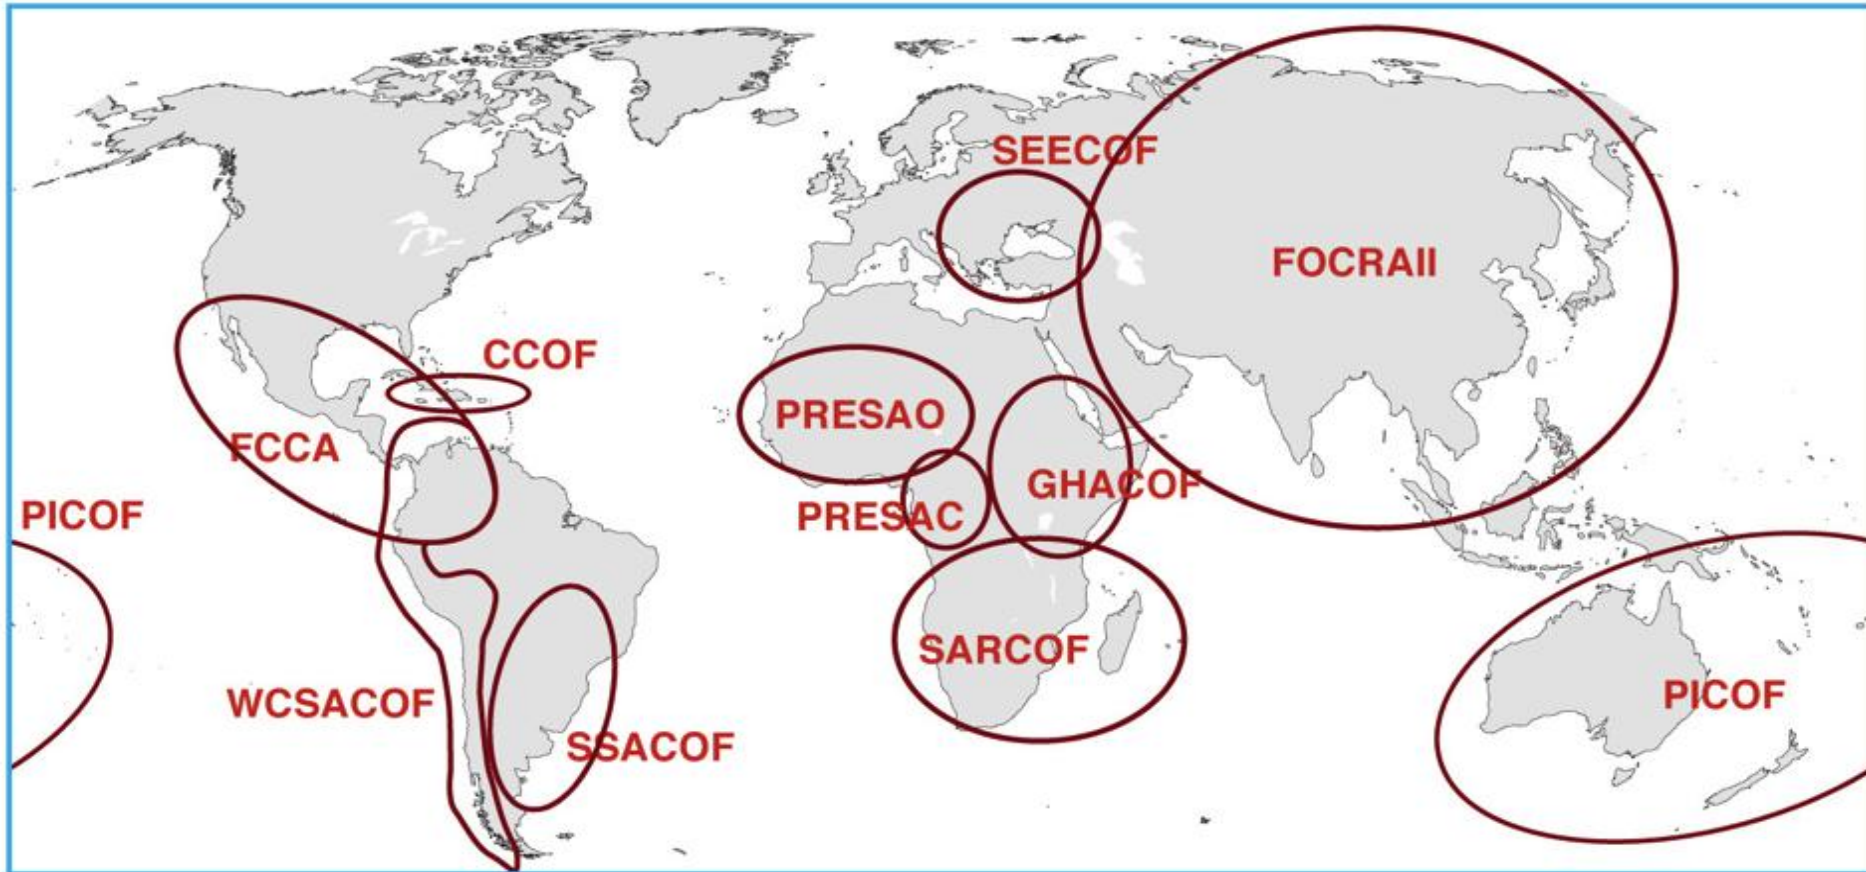 SEECOF
FOCRAII
CCOF
PRESAO
FCCA
GHACOF
PICOF
PRESAC
SARCOF
PICOF
WCSACOF
SSACOF